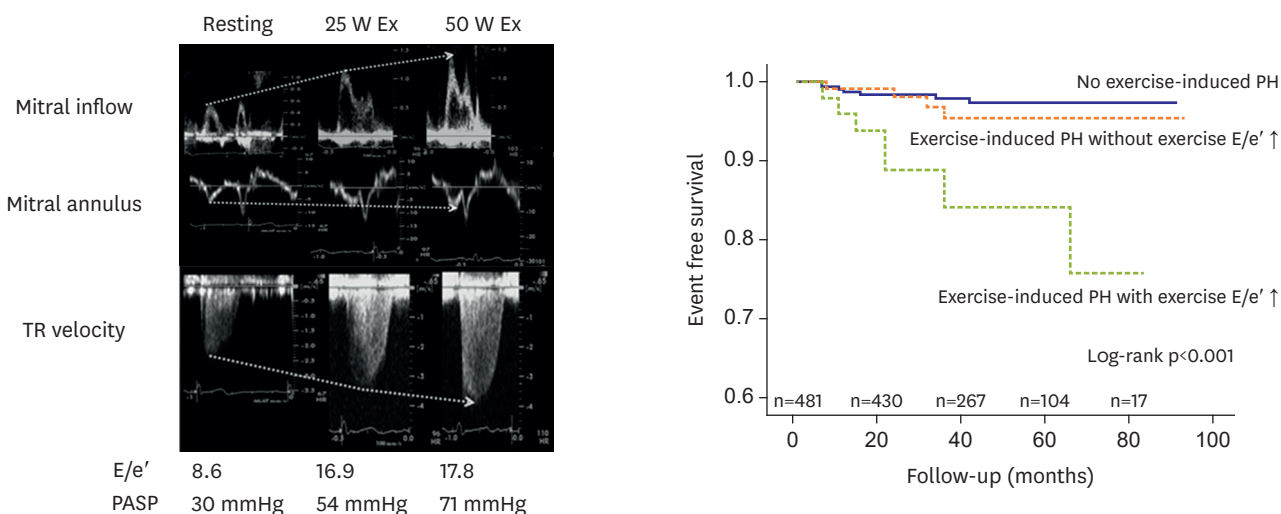 Resting 25 W Ex 50 W Ex
Mitral inflow
Mitral annulus
TR velocity
E/e′ 8.6 16.9 17.8
PASP 30 mmHg 54 mmHg 71 mmHg
Event free survival
1.0
0.9
0.8
0.7
0.6
No exercise-induced PH
Exercise-induced PH without exercise E/e′ ↑
Exercise-induced PH with exercise E/e′ ↑
Log-rank p<0.001
n=481 n=430 n=267 n=104 n=17
0 20 40 60 80 100
Follow-up (months)